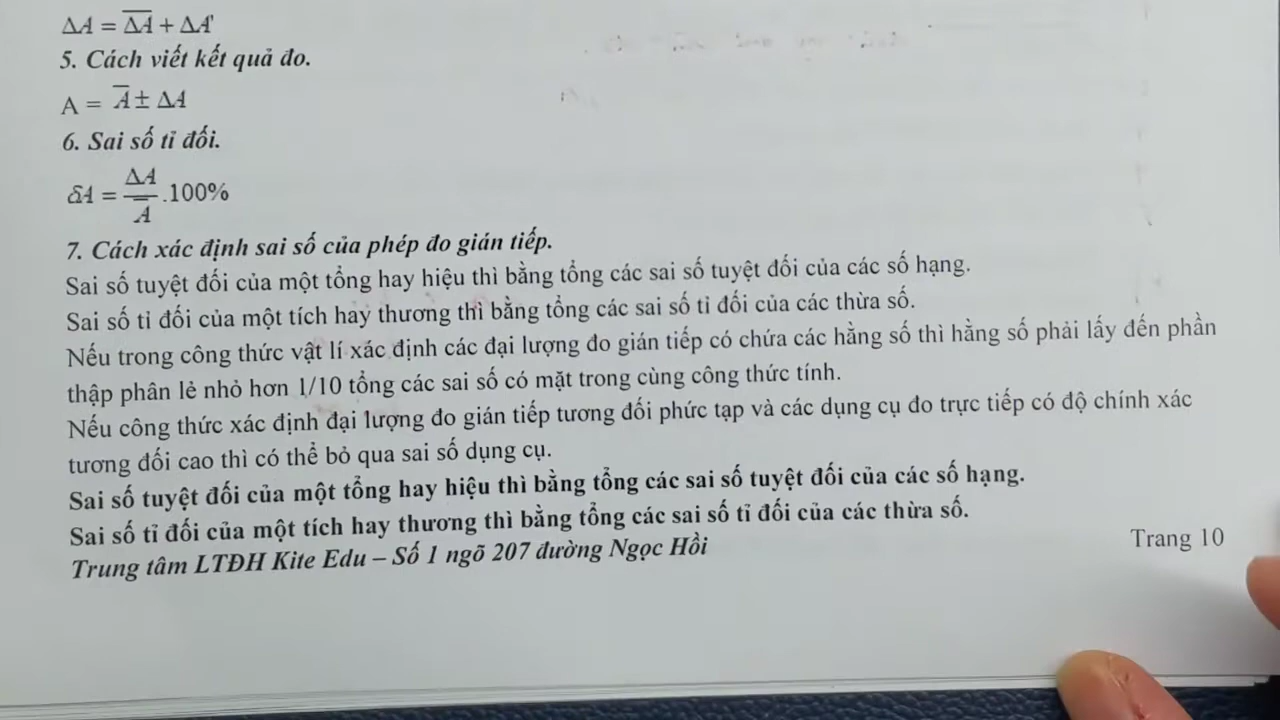 ΔA = \overline{ΔA} + ΔA'
5. Cách viết kết quả đo.
A = \overline{A} ± ΔA
6. Sai số tỉ đối.
δA = \frac{ΔA}{\overline{A}} .100%
7. Cách xác định sai số của phép đo gián tiếp.
Sai số tuyệt đối của một tổng hay hiệu thì bằng tổng các sai số tuyệt đối của các số hạng.
Sai số tỉ đối của một tích hay thương thì bằng tổng các sai số tỉ đối của các thừa số.
Nếu trong công thức vật lí xác định các đại lượng đo gián tiếp có chứa các hằng số thì hằng số phải lấy đến phần
thập phân lẻ nhỏ hơn 1/10 tổng các sai số có mặt trong cùng công thức tính.
Nếu công thức xác định đại lượng đo gián tiếp tương đối phức tạp và các dụng cụ đo trực tiếp có độ chính xác
tương đối cao thì có thể bỏ qua sai số dụng cụ.
Sai số tuyệt đối của một tổng hay hiệu thì bằng tổng các sai số tuyệt đối của các số hạng.
Sai số tỉ đối của một tích hay thương thì bằng tổng các sai số tỉ đối của các thừa số.
Trung tâm LTĐH Kite Edu – Số 1 ngõ 207 đường Ngọc Hồi
Trang 10